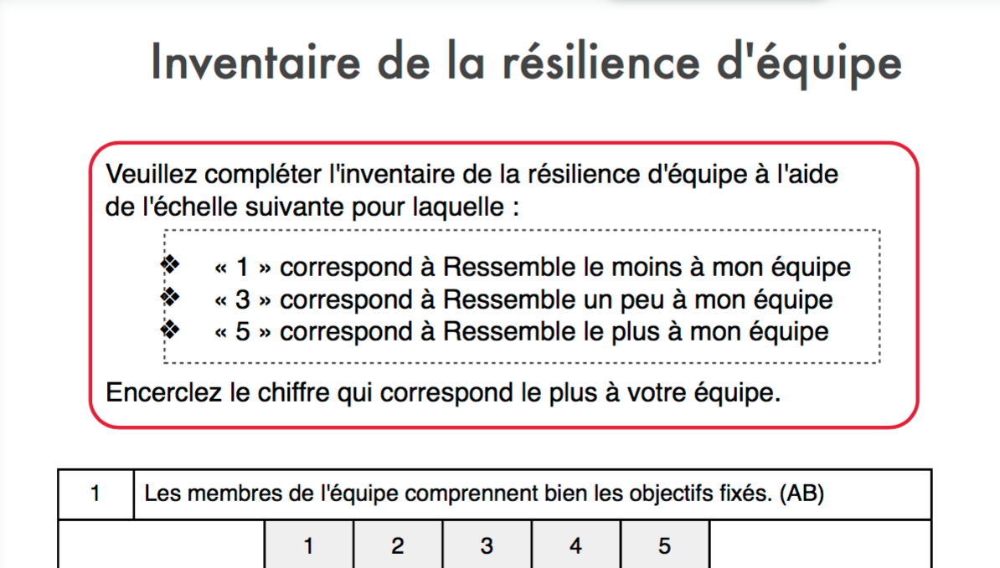 Inventaire de la résilience d'équipe
Veuillez compléter l'inventaire de la résilience d'équipe à l'aide
de l'échelle suivante pour laquelle :
❖ « 1 » correspond à Ressemble le moins à mon équipe
❖ « 3 » correspond à Ressemble un peu à mon équipe
❖ « 5 » correspond à Ressemble le plus à mon équipe
Encerclez le chiffre qui correspond le plus à votre équipe.
1 Les membres de l'équipe comprennent bien les objectifs fixés. (AB)
1 2 3 4 5